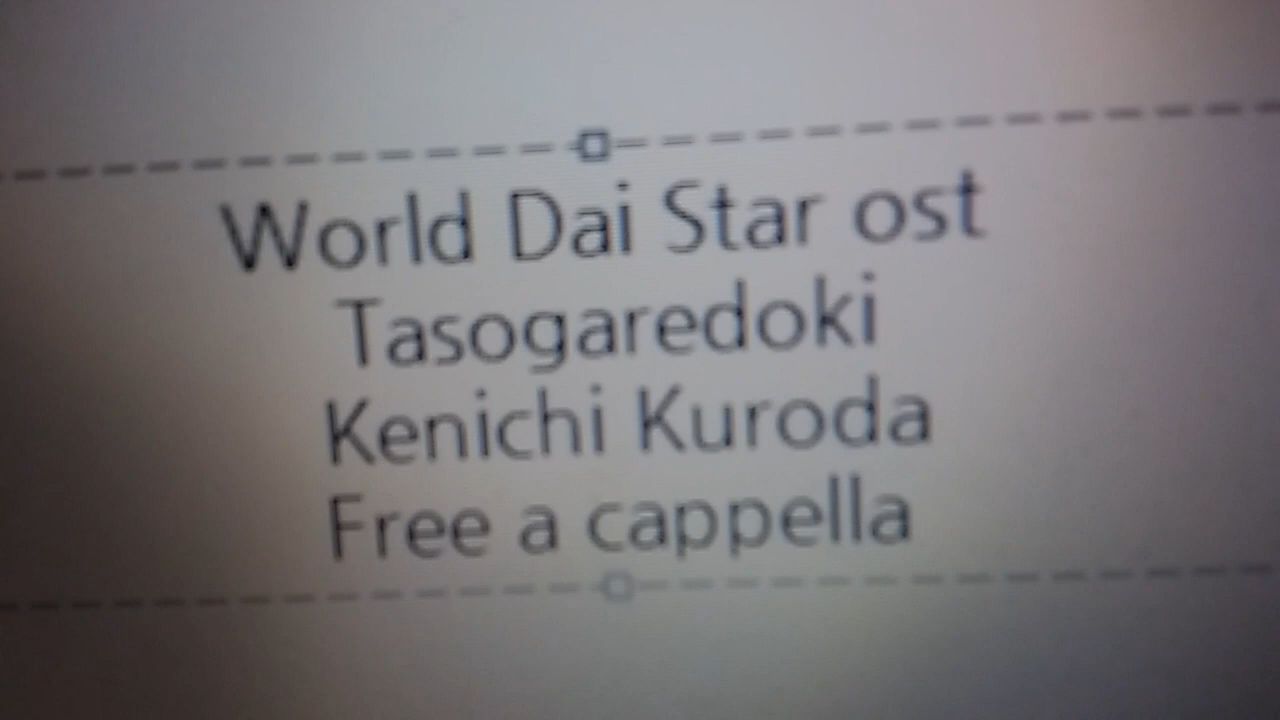 World Dai Star ost
Tasogaredoki
Kenichi Kuroda
Free a cappella